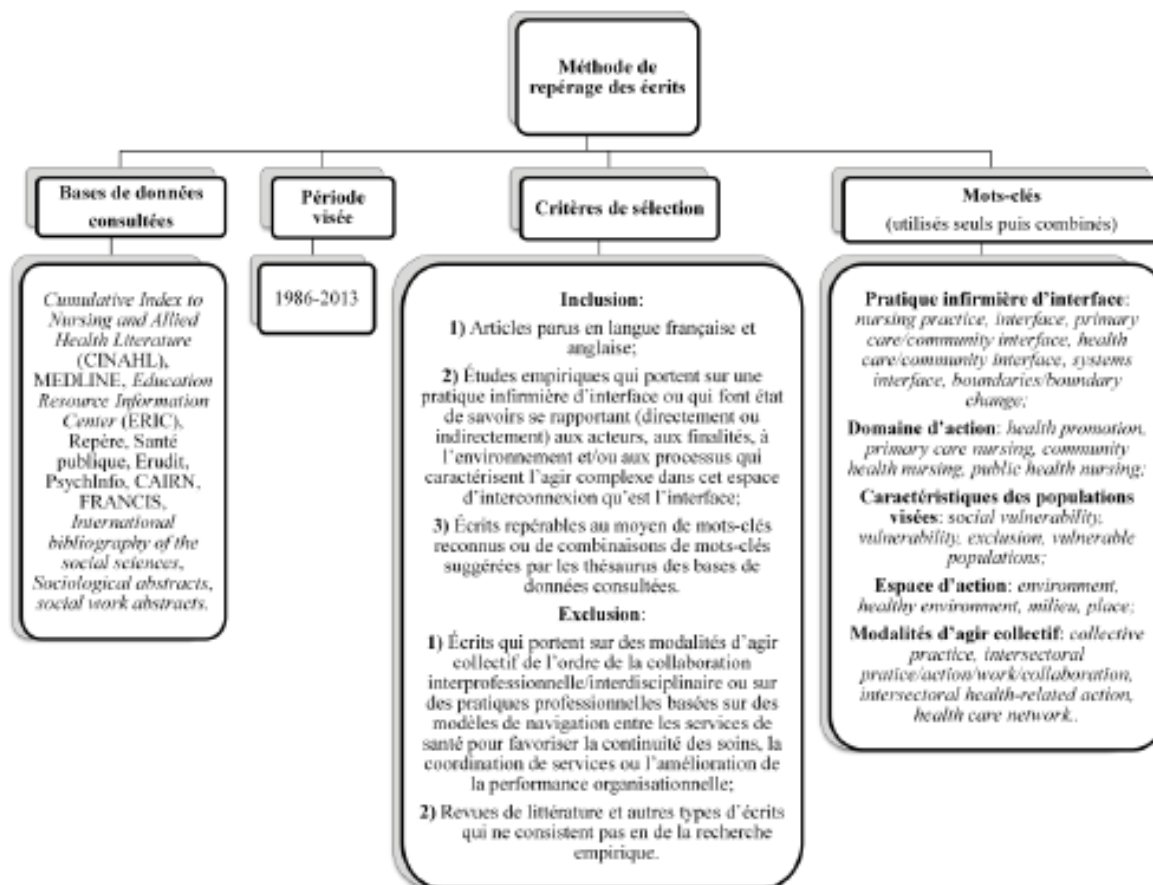 Méthode de
repérage des écrits
Bases de données
consultées
Cumulative Index to
Nursing and Allied
Health Literature
(CINAHL),
MEDLINE, Education
Resource Information
Center (ERIC),
Repère, Santé
publique, Erudit,
PsychInfo, CAIRN,
FRANCIS,
International
bibliography of the
social sciences,
Sociological abstracts,
social work abstracts.
Période
visée
1986-2013
Critères de sélection
Inclusion:
1) Articles parus en langue française et
anglaise;
2) Études empiriques qui portent sur une
pratique infirmière d'interface ou qui font état
de savoirs se rapportant (directement ou
indirectement) aux acteurs, aux finalités, à
l'environnement et/ou aux processus qui
caractérisent l'agir complexe dans cet espace
d'interconnexion qu'est l'interface;
3) Écrits repérables au moyen de mots-clés
reconnus ou de combinaisons de mots-clés
suggérées par les thésaurus des bases de
données consultées.
Exclusion:
1) Écrits qui portent sur des modalités d'agir
collectif de l'ordre de la collaboration
interprofessionnelle/interdisciplinaire ou sur
des pratiques professionnelles basées sur des
modèles de navigation entre les services de
santé pour favoriser la continuité des soins, la
coordination de services ou l'amélioration de
la performance organisationnelle;
2) Revues de littérature et autres types d'écrits
qui ne consistent pas en de la recherche
empirique.
Mots-clés
(utilisés seuls puis combinés)
Pratique infirmière d'interface:
nursing practice, interface, primary
care/community interface, health
care/community interface, systems
interface, boundaries/boundary
change;
Domaine d'action: health promotion,
primary care nursing, community
health nursing, public health nursing;
Caractéristiques des populations
visées: social vulnerability,
vulnerability, exclusion, vulnerable
populations;
Espace d'action: environment,
healthy environment, milieu, place;
Modalités d'agir collectif: collective
practice, intersectoral
pratice/action/work/collaboration,
intersectoral health-related action,
health care network..